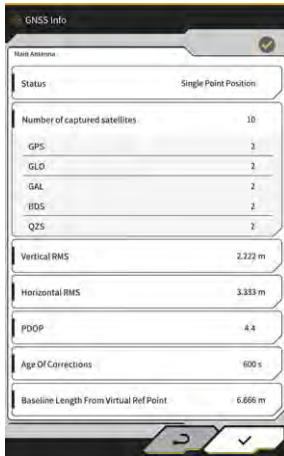 GNSS Info
Main Antenna
Status Single Point Position
Number of captured satellites 10
GPS 2
GLO 2
GAL 2
BDS 2
QZS 2
Vertical RMS 2.222 m
Horizontal RMS 3.333 m
PDOP 4.4
Age Of Corrections 600 s
Baseline Length From Virtual Ref Point 6.666 m